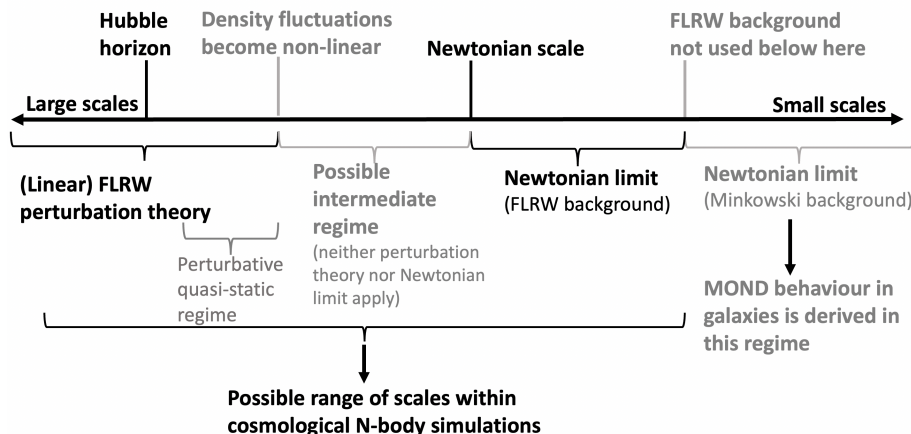 Hubble
horizon
Density fluctuations
become non-linear
Newtonian scale
FLRW background
not used below here
Large scales
Small scales
(Linear) FLRW
perturbation theory
Possible
intermediate
regime
(neither perturbation
theory nor Newtonian
limit apply)
Newtonian limit
(FLRW background)
Newtonian limit
(Minkowski background)
Perturbative
quasi-static
regime
MOND behaviour in
galaxies is derived in
this regime
Possible range of scales within
cosmological N-body simulations